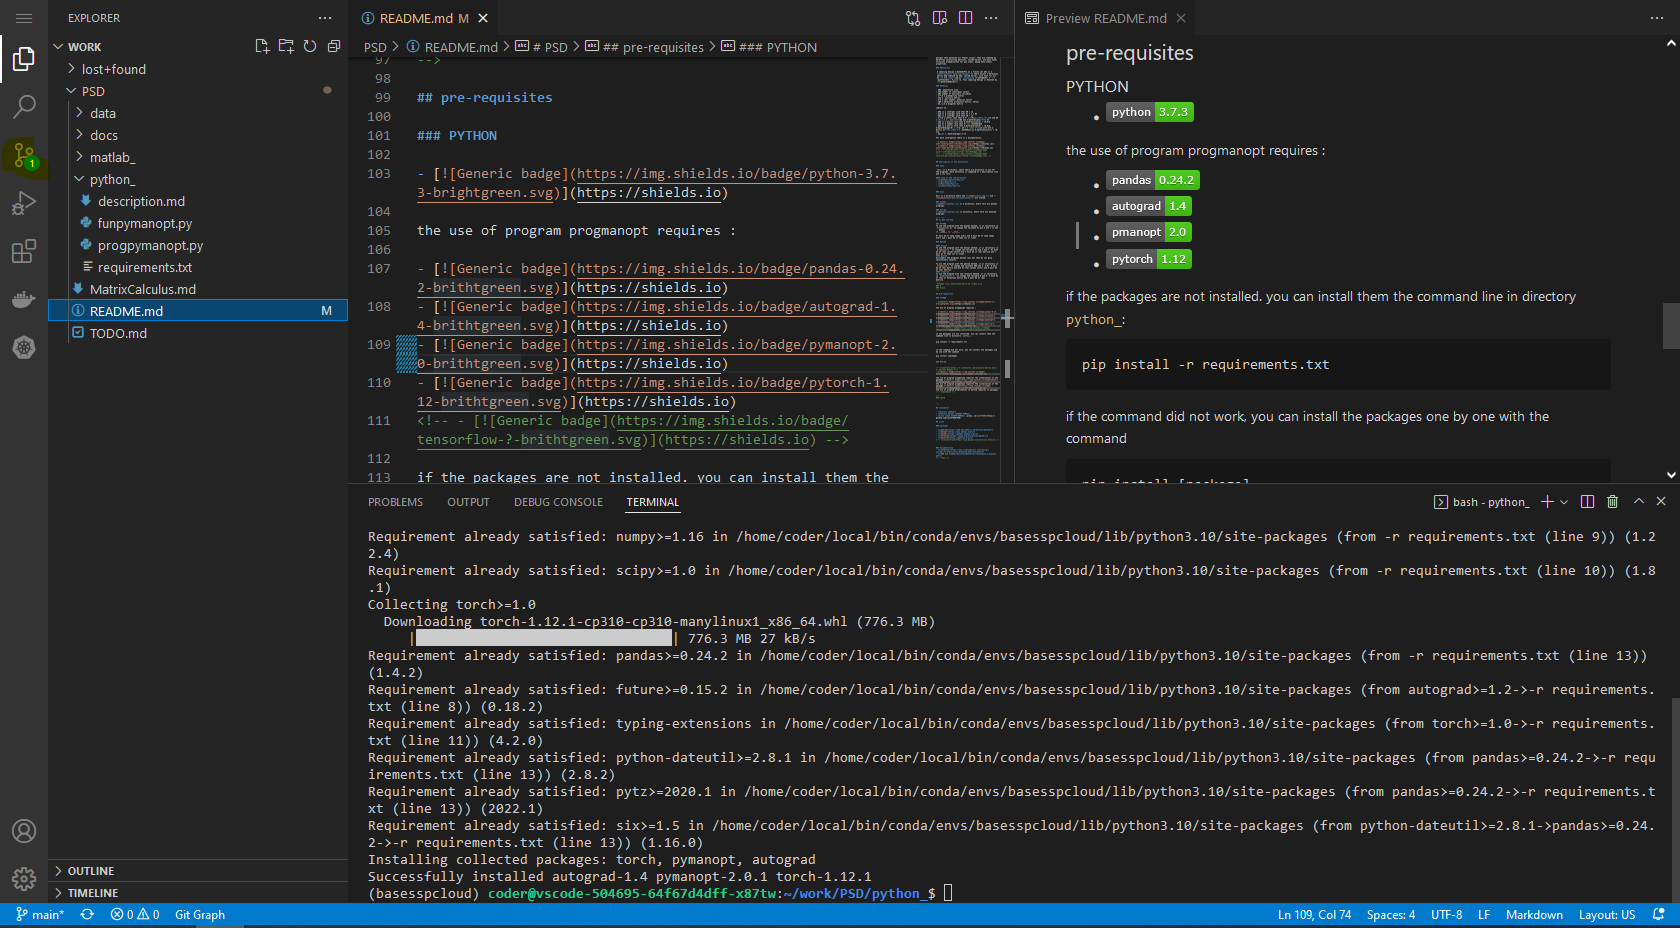 EXPLORER
WORK
lost+found
PSD
data
docs
matlab_
python_
description.md
funpymanopt.py
progpymanopt.py
requirements.txt
MatrixCalculus.md
README.md M
TODO.md
OUTLINE
TIMELINE
1
README.md M
PSD > README.md > # PSD > ## pre-requisites > ### PYTHON
97 -->
98
99 ## pre-requisites
100
101 ### PYTHON
102
103 - [![Generic badge](https://img.shields.io/badge/python-3.7.
3-brightgreen.svg)](https://shields.io)
104
105 the use of program progmanopt requires :
106
107 - [![Generic badge](https://img.shields.io/badge/pandas-0.24.
2-brithtgreen.svg)](https://shields.io)
108 - [![Generic badge](https://img.shields.io/badge/autograd-1.
4-brithtgreen.svg)](https://shields.io)
109 - [![Generic badge](https://img.shields.io/badge/pymanopt-2.
0-brithtgreen.svg)](https://shields.io)
110 - [![Generic badge](https://img.shields.io/badge/pytorch-1.
12-brithtgreen.svg)](https://shields.io)
111 <!-- - [![Generic badge](https://img.shields.io/badge/
tensorflow-?-brithtgreen.svg)](https://shields.io) -->
112
113 if the packages are not installed. you can install them the
Preview README.md
pre-requisites
PYTHON
python 3.7.3
the use of program progmanopt requires :
pandas 0.24.2
autograd 1.4
pmanopt 2.0
pytorch 1.12
if the packages are not installed. you can install them the command line in directory
python_:
pip install -r requirements.txt
if the command did not work, you can install the packages one by one with the
command
pip install [package]
PROBLEMS OUTPUT DEBUG CONSOLE TERMINAL
bash - python_
Requirement already satisfied: numpy>=1.16 in /home/coder/local/bin/conda/envs/basesspcloud/lib/python3.10/site-packages (from -r requirements.txt (line 9)) (1.2
2.4)
Requirement already satisfied: scipy>=1.0 in /home/coder/local/bin/conda/envs/basesspcloud/lib/python3.10/site-packages (from -r requirements.txt (line 10)) (1.8
.1)
Collecting torch>=1.0
Downloading torch-1.12.1-cp310-cp310-manylinux1_x86_64.whl (776.3 MB)
| | 776.3 MB 27 kB/s
Requirement already satisfied: pandas>=0.24.2 in /home/coder/local/bin/conda/envs/basesspcloud/lib/python3.10/site-packages (from -r requirements.txt (line 13))
(1.4.2)
Requirement already satisfied: future>=0.15.2 in /home/coder/local/bin/conda/envs/basesspcloud/lib/python3.10/site-packages (from autograd>=1.2->-r requirements.
txt (line 8)) (0.18.2)
Requirement already satisfied: typing-extensions in /home/coder/local/bin/conda/envs/basesspcloud/lib/python3.10/site-packages (from torch>=1.0->-r requirements.
txt (line 11)) (4.2.0)
Requirement already satisfied: python-dateutil>=2.8.1 in /home/coder/local/bin/conda/envs/basesspcloud/lib/python3.10/site-packages (from pandas>=0.24.2->-r requ
irements.txt (line 13)) (2.8.2)
Requirement already satisfied: pytz>=2020.1 in /home/coder/local/bin/conda/envs/basesspcloud/lib/python3.10/site-packages (from pandas>=0.24.2->-r requirements.t
xt (line 13)) (2022.1)
Requirement already satisfied: six>=1.5 in /home/coder/local/bin/conda/envs/basesspcloud/lib/python3.10/site-packages (from python-dateutil>=2.8.1->pandas>=0.24.
2->-r requirements.txt (line 13)) (1.16.0)
Installing collected packages: torch, pymanopt, autograd
Successfully installed autograd-1.4 pymanopt-2.0.1 torch-1.12.1
(basesspcloud) coder@vscode-504695-64f67d4dff-x87tw:~/work/PSD/python_$
main* 0 0 Git Graph Ln 109, Col 74 Spaces: 4 UTF-8 LF Markdown Layout: US